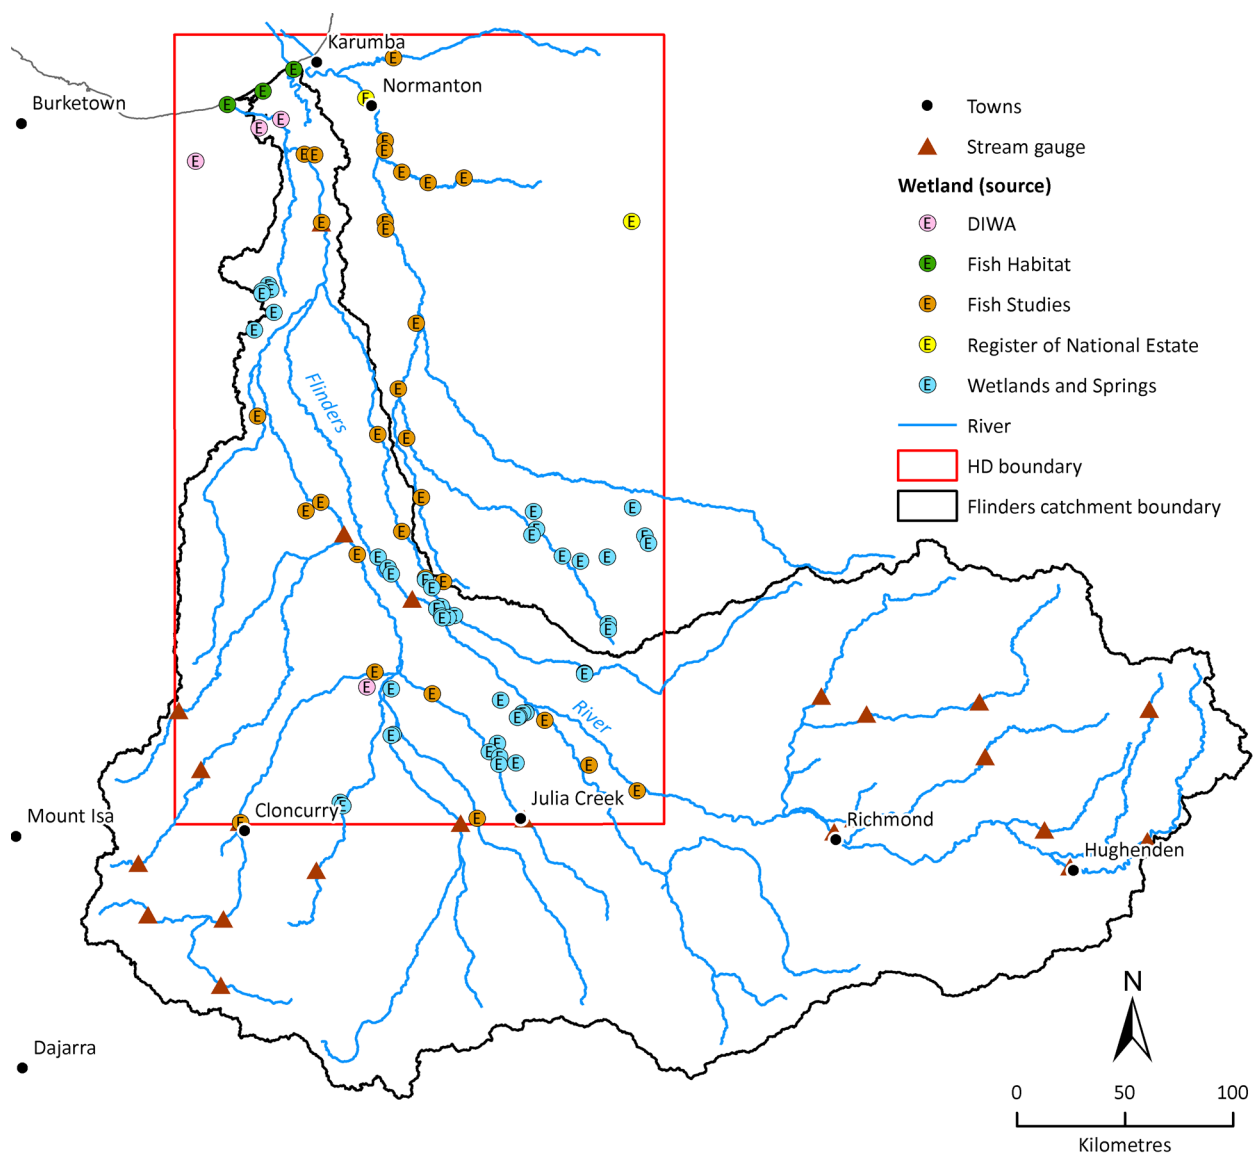 Karumba
Normanton
Burketown
Flinders
River
Mount Isa
Cloncurry
Julia Creek
Richmond
Hughenden
Dajarra
Towns
Stream gauge
Wetland (source)
E DIWA
E Fish Habitat
E Fish Studies
E Register of National Estate
E Wetlands and Springs
River
HD boundary
Flinders catchment boundary
N
0 50 100
Kilometres